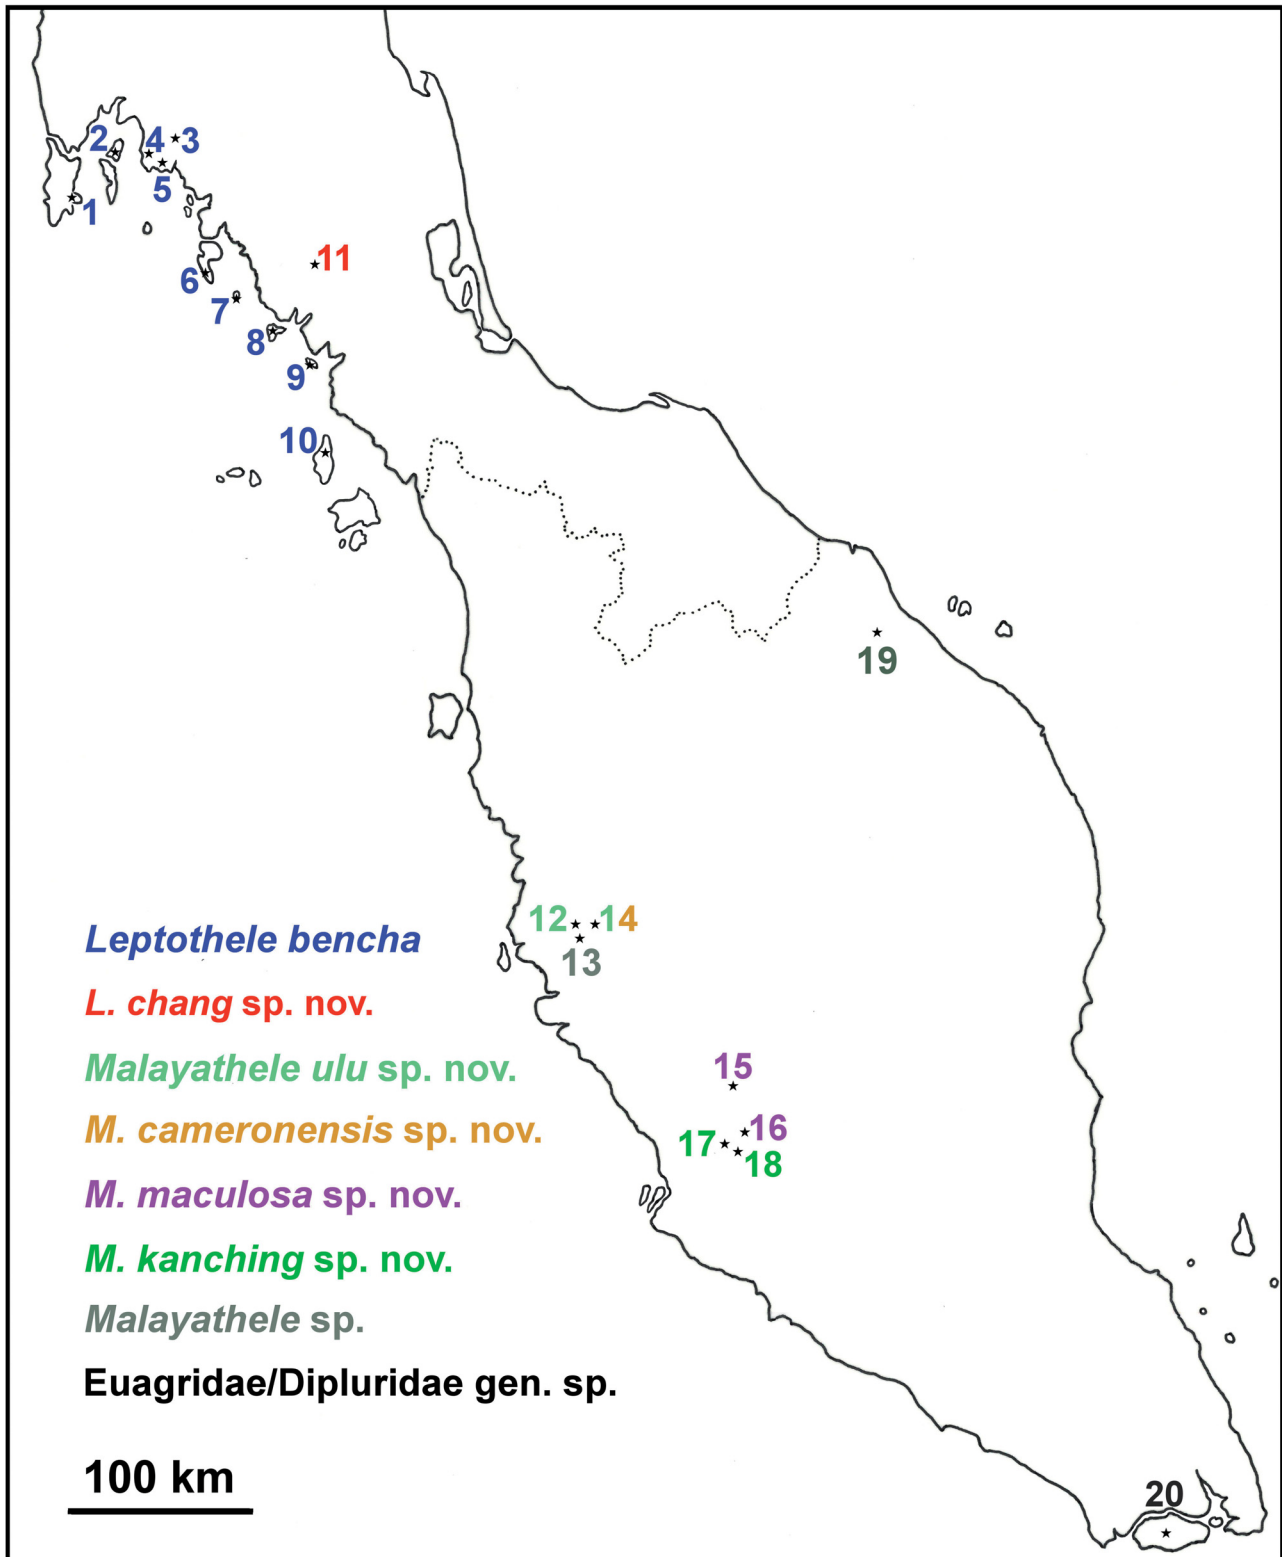 2
4
3
5
1
11
6
7
8
9
10
19
12
14
13
Leptothele bencha
L. chang sp. nov.
Malayathele ulu sp. nov.
M. cameronensis sp. nov.
M. maculosa sp. nov.
M. kanching sp. nov.
Malayathele sp.
Euagridae/Dipluridae gen. sp.
15
16
17
18
100 km
20